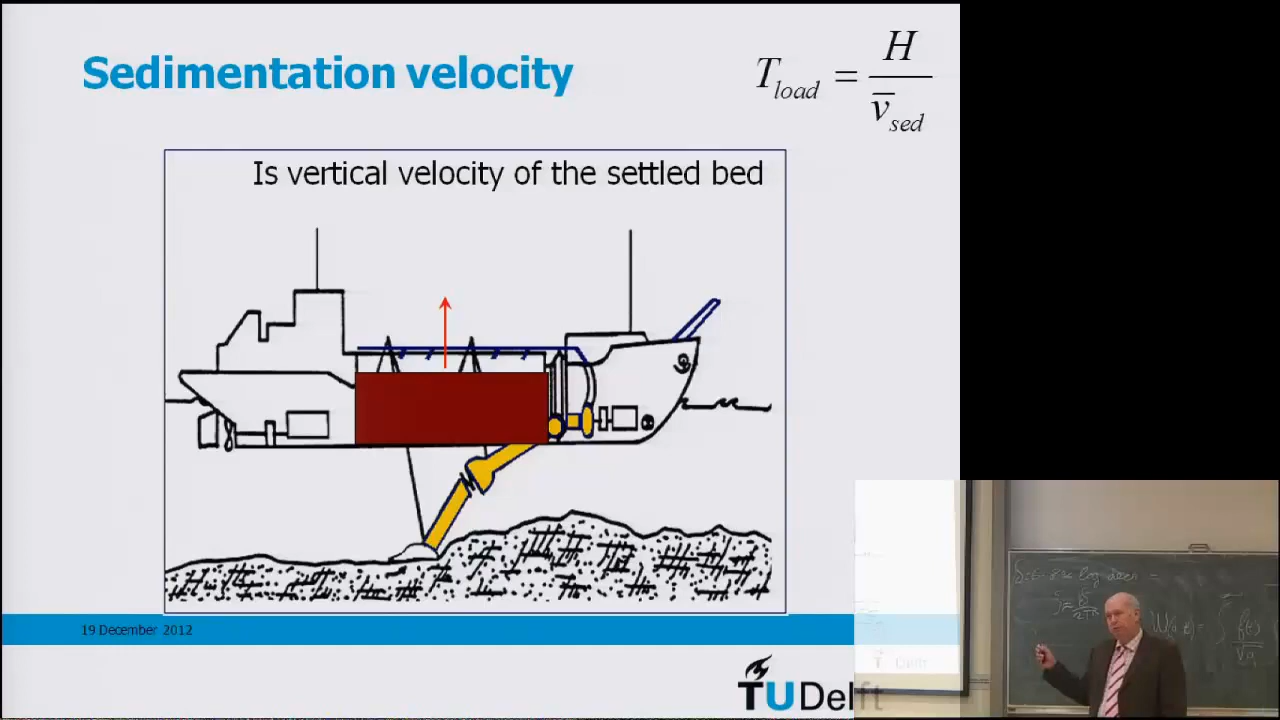 Sedimentation velocity
T_load = H / v̄_sed
Is vertical velocity of the settled bed
19 December 2012
TUDelft